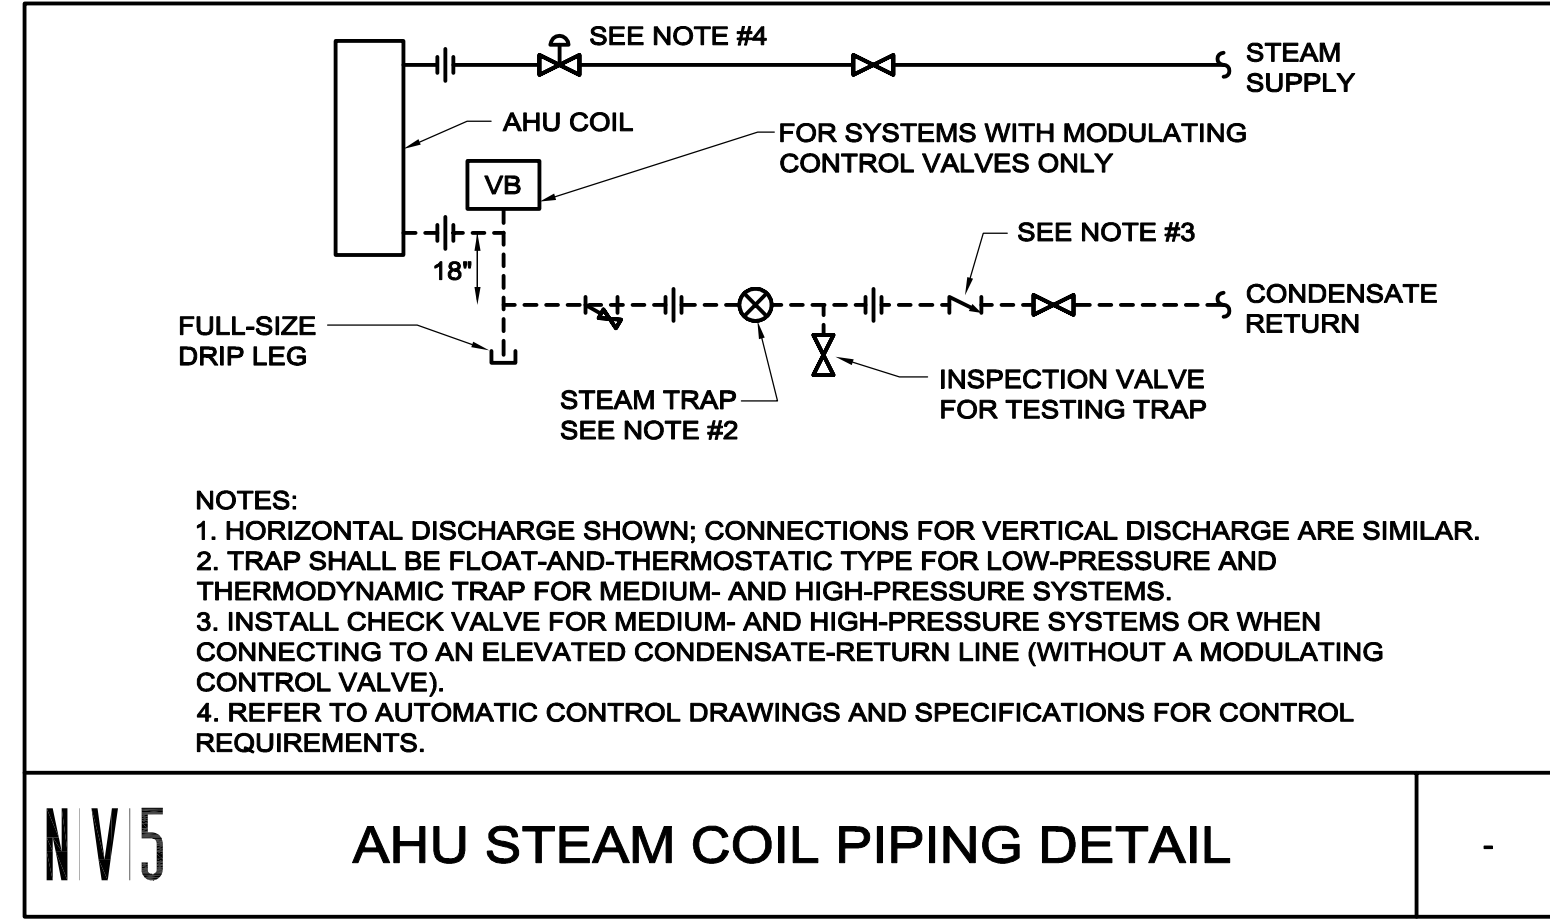 SEE NOTE #4
STEAM
SUPPLY
AHU COIL
FOR SYSTEMS WITH MODULATING
CONTROL VALVES ONLY
VB
SEE NOTE #3
18"
CONDENSATE
RETURN
FULL-SIZE
DRIP LEG
INSPECTION VALVE
FOR TESTING TRAP
STEAM TRAP
SEE NOTE #2
NOTES:
1. HORIZONTAL DISCHARGE SHOWN; CONNECTIONS FOR VERTICAL DISCHARGE ARE SIMILAR.
2. TRAP SHALL BE FLOAT-AND-THERMOSTATIC TYPE FOR LOW-PRESSURE AND
THERMODYNAMIC TRAP FOR MEDIUM- AND HIGH-PRESSURE SYSTEMS.
3. INSTALL CHECK VALVE FOR MEDIUM- AND HIGH-PRESSURE SYSTEMS OR WHEN
CONNECTING TO AN ELEVATED CONDENSATE-RETURN LINE (WITHOUT A MODULATING
CONTROL VALVE).
4. REFER TO AUTOMATIC CONTROL DRAWINGS AND SPECIFICATIONS FOR CONTROL
REQUIREMENTS.
N|V|5
AHU STEAM COIL PIPING DETAIL
-